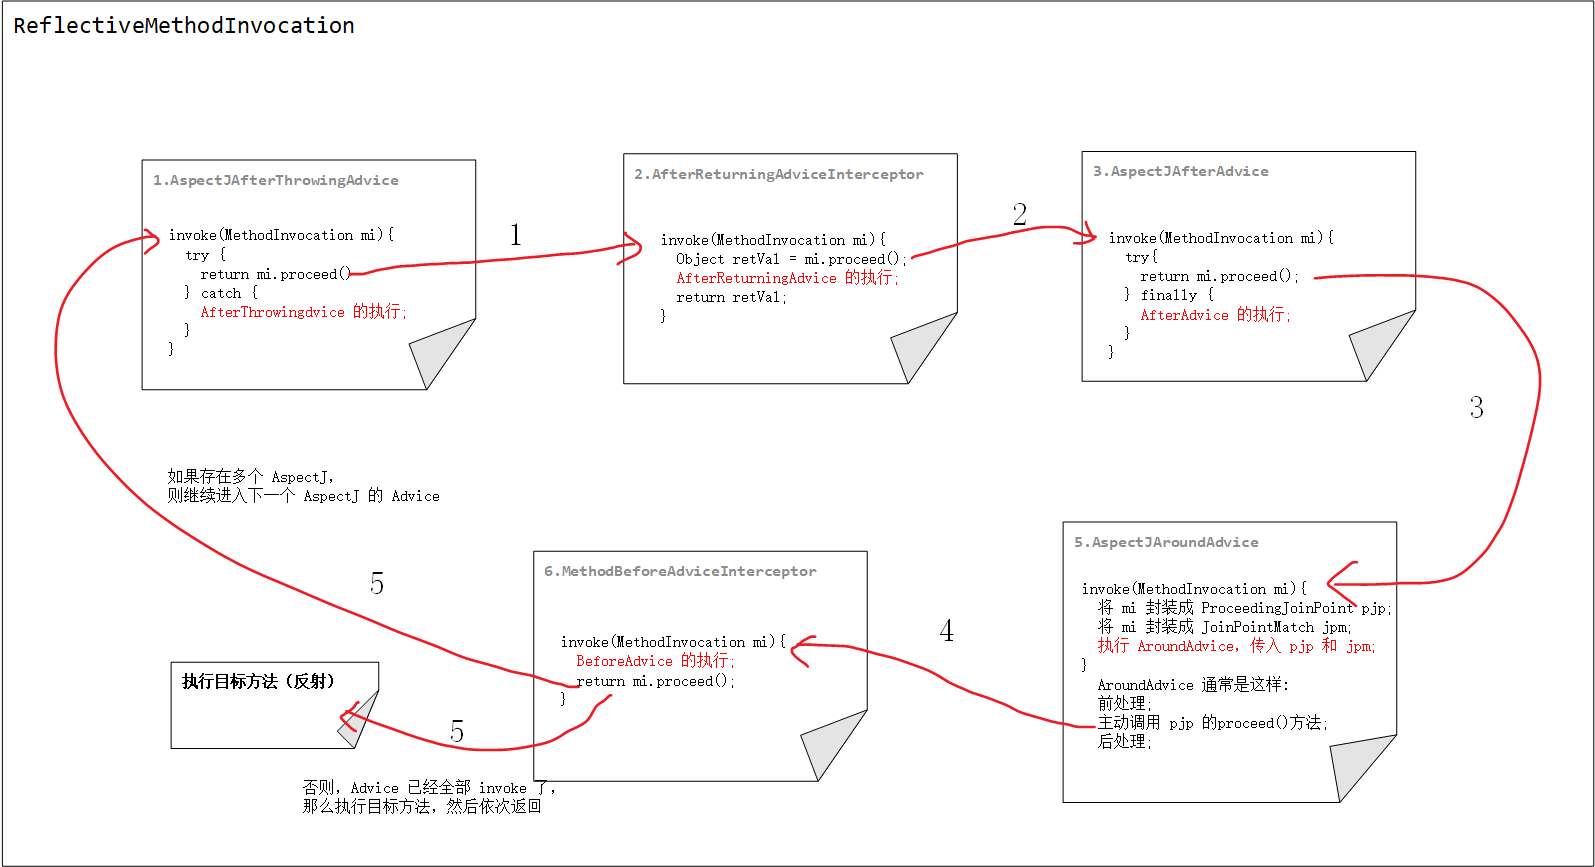 ReflectiveMethodInvocation
1.AspectJAfterThrowingAdvice
invoke(MethodInvocation mi){
try {
return mi.proceed()
} catch {
AfterThrowingdvice 的执行;
}
}
1
2.AfterReturningAdviceInterceptor
invoke(MethodInvocation mi){
Object retVal = mi.proceed();
AfterReturningAdvice 的执行;
return retVal;
}
2
3.AspectJAfterAdvice
invoke(MethodInvocation mi){
try{
return mi.proceed();
} finally {
AfterAdvice 的执行;
}
}
3
5.AspectJAroundAdvice
invoke(MethodInvocation mi){
将 mi 封装成 ProceedingJoinPoint pjp;
将 mi 封装成 JoinPointMatch jpm;
执行 AroundAdvice，传入 pjp 和 jpm;
}
AroundAdvice 通常是这样:
前处理;
主动调用 pjp 的proceed()方法;
后处理;
4
6.MethodBeforeAdviceInterceptor
invoke(MethodInvocation mi){
BeforeAdvice 的执行;
return mi.proceed();
}
5
如果存在多个 AspectJ,
则继续进入下一个 AspectJ 的 Advice
5
执行目标方法（反射）
否则，Advice 已经全部 invoke 了，
那么执行目标方法，然后依次返回